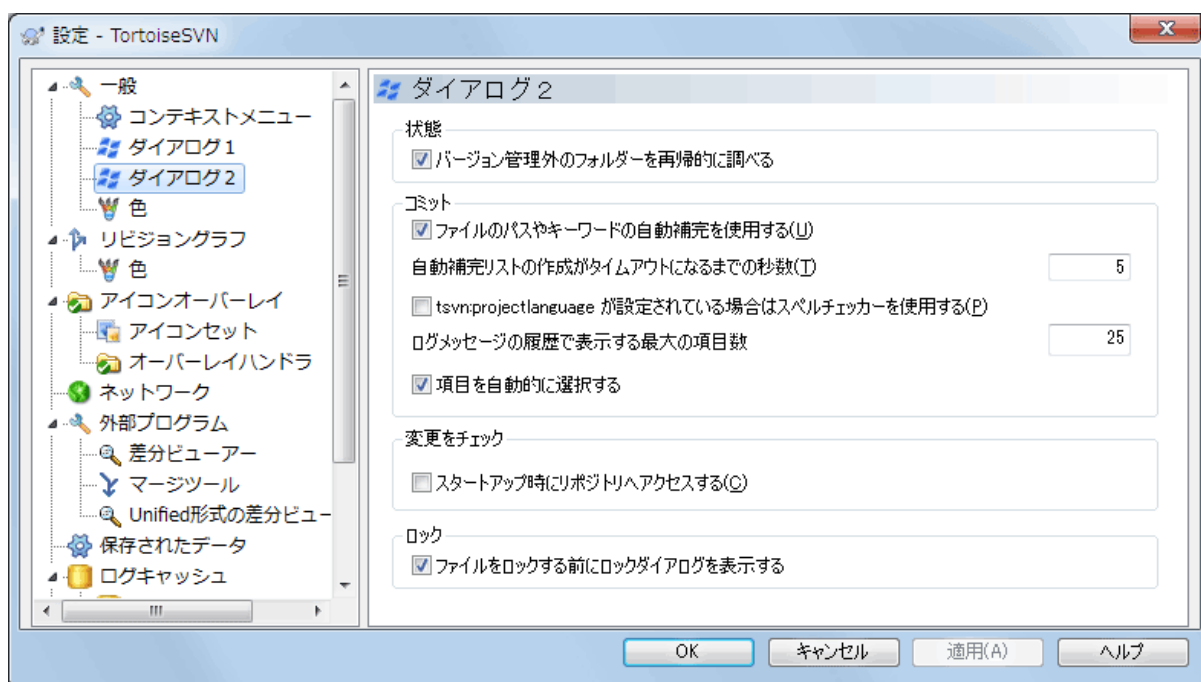 設定 - TortoiseSVN
一般
コンテキストメニュー
ダイアログ1
ダイアログ2
色
リビジョングラフ
色
アイコンオーバーレイ
アイコンセット
オーバーレイハンドラ
ネットワーク
外部プログラム
差分ビューアー
マージツール
Unified形式の差分ビュー
保存されたデータ
ログキャッシュ
ダイアログ2
状態
バージョン管理外のフォルダーを再帰的に調べる
コミット
ファイルのパスやキーワードの自動補完を使用する(U)
自動補完リストの作成がタイムアウトになるまでの秒数(T)
5
tsvn:projectlanguage が設定されている場合はスペルチェッカーを使用する(P)
ログメッセージの履歴で表示する最大の項目数
25
項目を自動的に選択する
変更をチェック
スタートアップ時にリポジトリへアクセスする(C)
ロック
ファイルをロックする前にロックダイアログを表示する
OK
キャンセル
適用(A)
ヘルプ